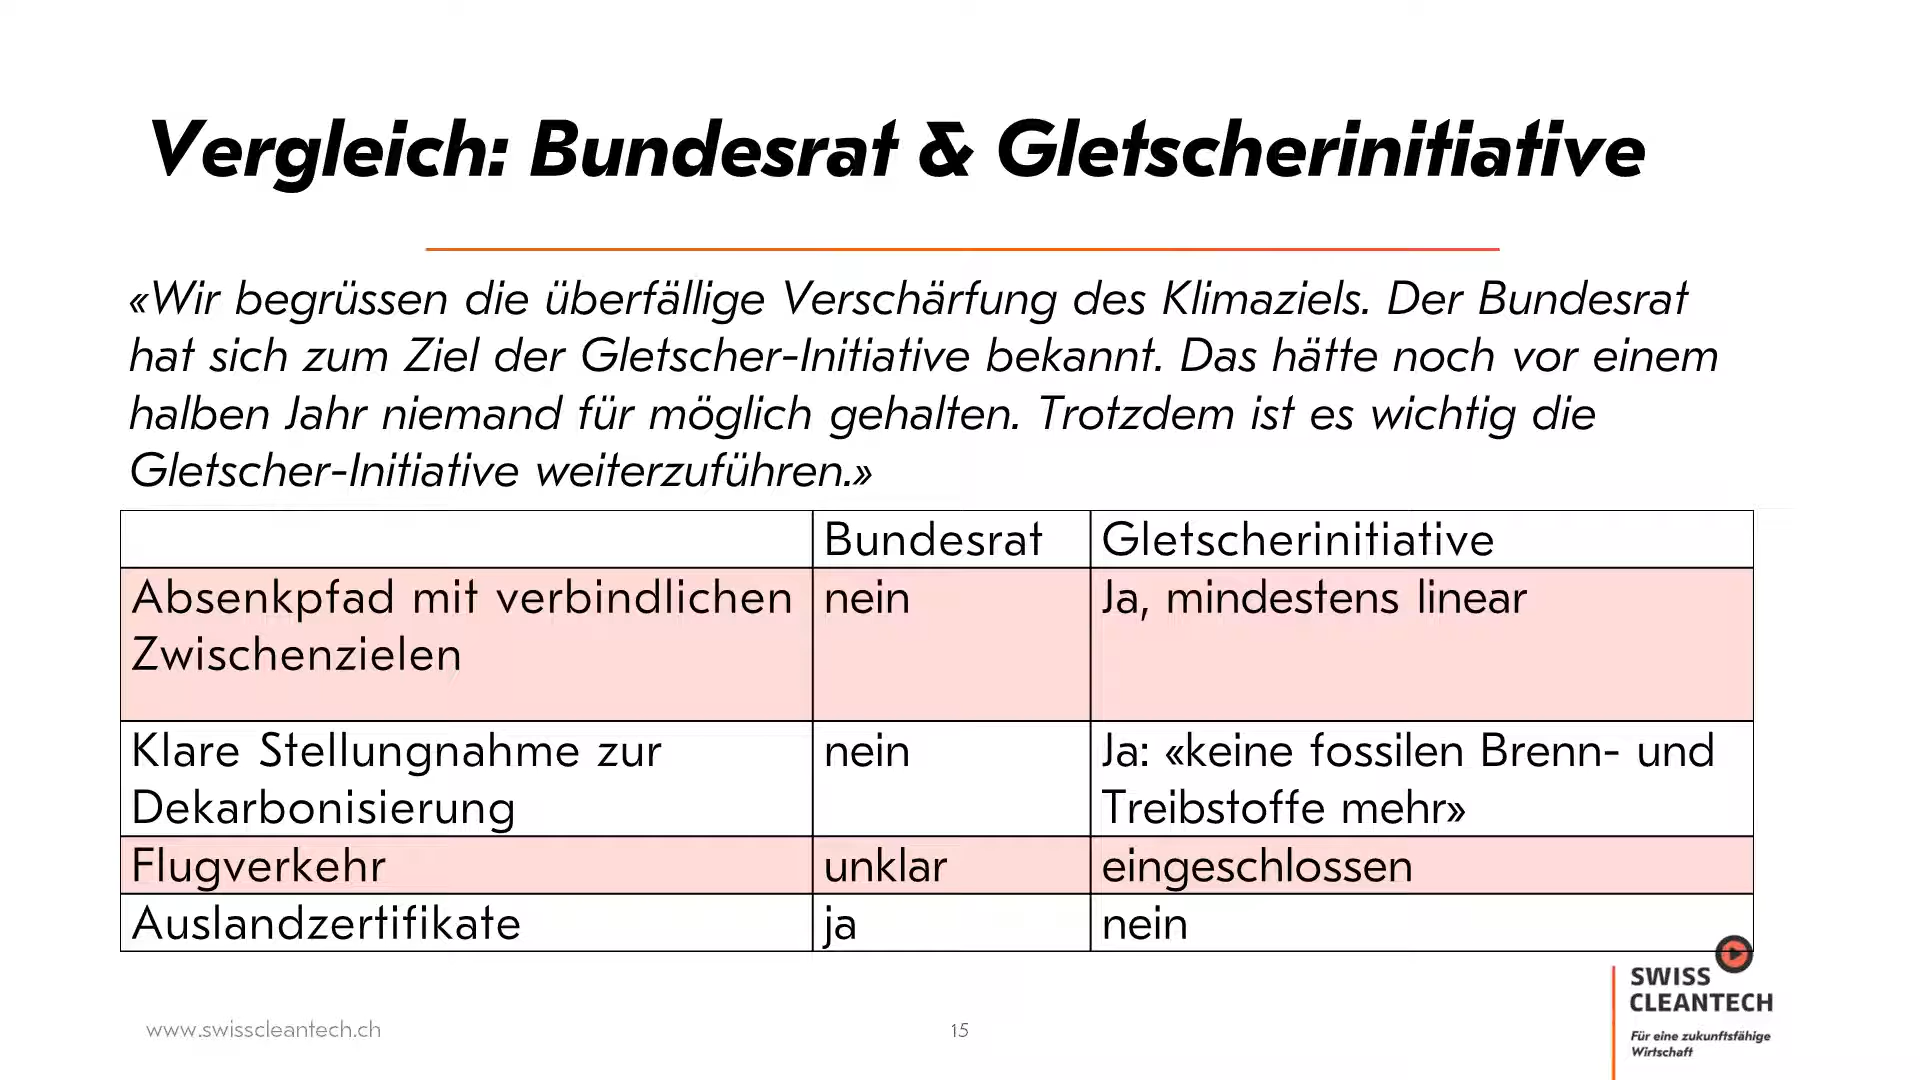 Vergleich: Bundesrat & Gletscherinitiative
«Wir begrüssen die überfällige Verschärfung des Klimaziels. Der Bundesrat
hat sich zum Ziel der Gletscher-Initiative bekannt. Das hätte noch vor einem
halben Jahr niemand für möglich gehalten. Trotzdem ist es wichtig die
Gletscher-Initiative weiterzuführen.»
Bundesrat Gletscherinitiative
Absenkpfad mit verbindlichen nein Ja, mindestens linear
Zwischenzielen
Klare Stellungnahme zur nein Ja: «keine fossilen Brenn- und
Dekarbonisierung Treibstoffe mehr»
Flugverkehr unklar eingeschlossen
Auslandzertifikate ja nein
SWISS
CLEANTECH
Für eine zukunftsfähige
Wirtschaft
www.swisscleantech.ch 15